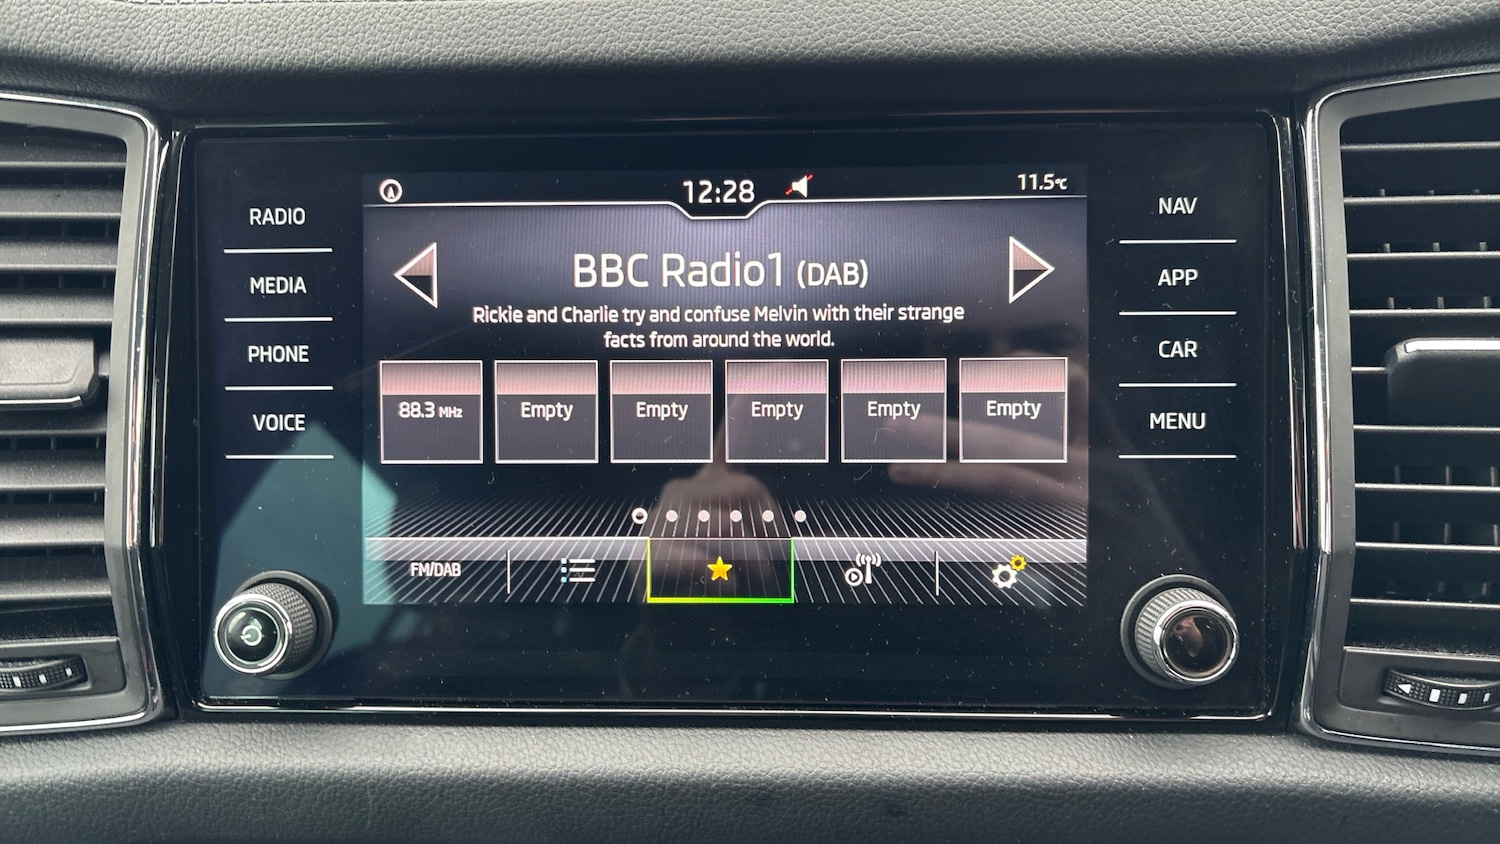 12:28
11.5°C
RADIO
MEDIA
PHONE
VOICE
BBC Radio1 (DAB)
Rickie and Charlie try and confuse Melvin with their strange
facts from around the world.
88.3 MHz
Empty
Empty
Empty
Empty
Empty
FM/DAB
NAV
APP
CAR
MENU